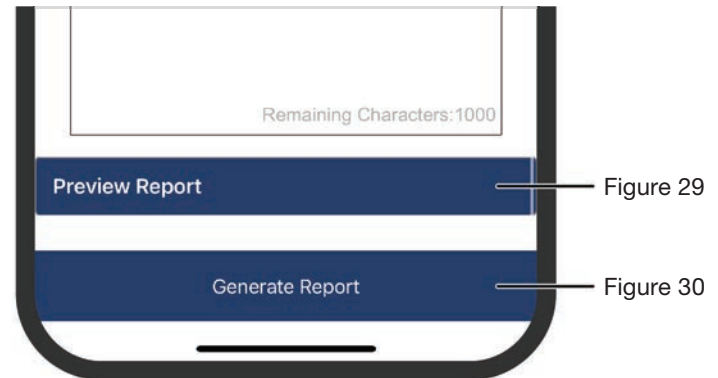 Remaining Characters:1000
Preview Report
Figure 29
Generate Report
Figure 30